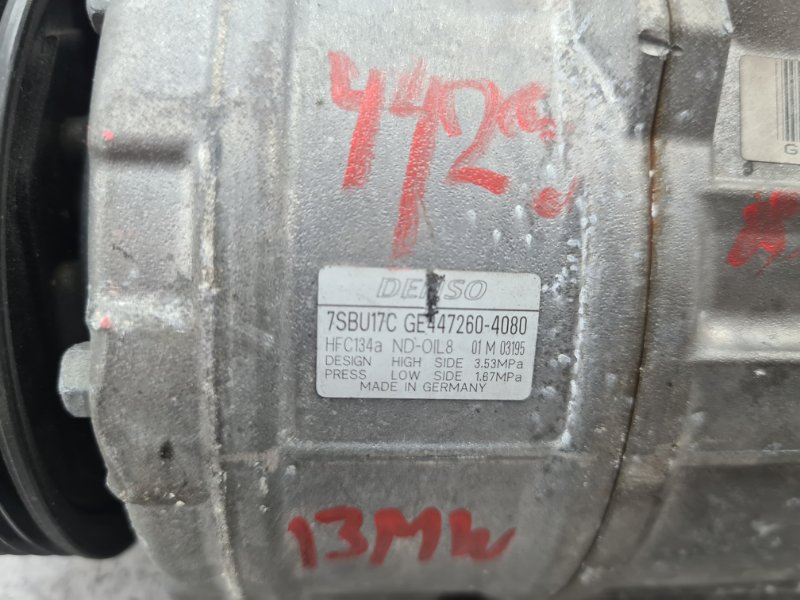 442
DENSO
7SBU17C GE447260-4080
HFC134a ND-OIL8 01 M 03195
DESIGN HIGH SIDE 3.53MPa
PRESS LOW SIDE 1.67MPa
MADE IN GERMANY
13MW